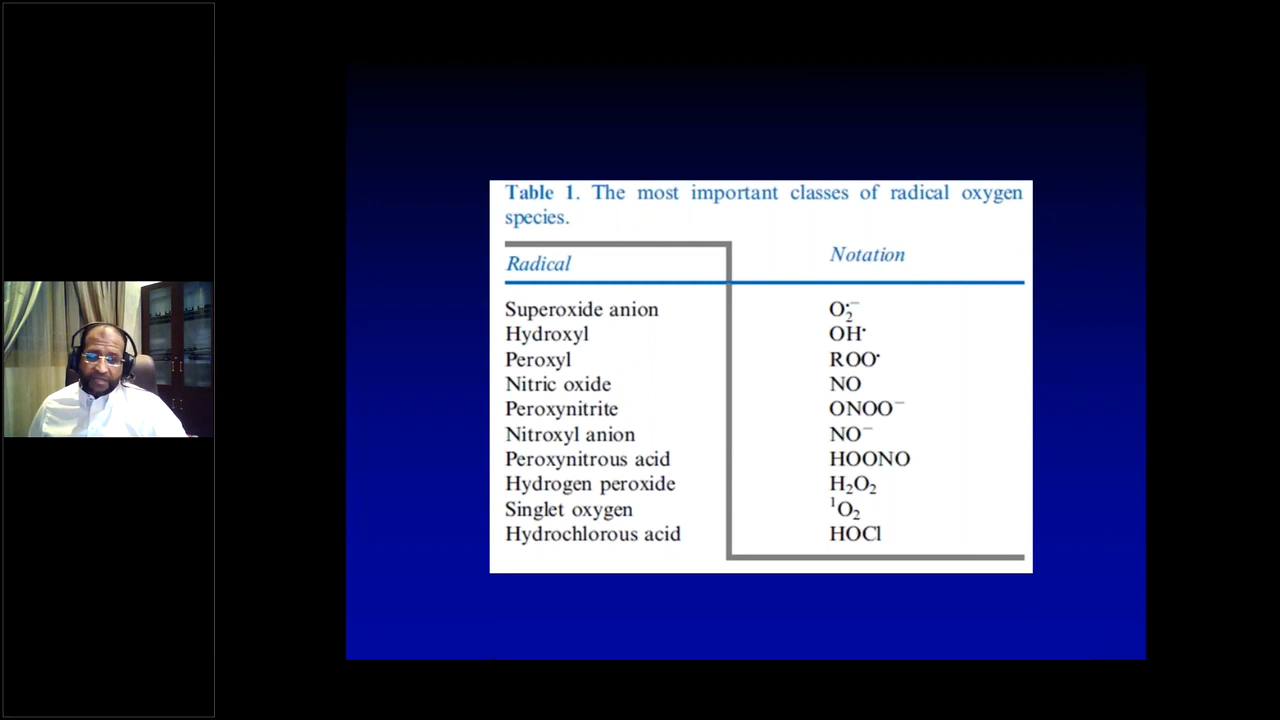 Table 1. The most important classes of radical oxygen
species.
Radical Notation
Superoxide anion O₂•⁻
Hydroxyl OH•
Peroxyl ROO•
Nitric oxide NO
Peroxynitrite ONOO⁻
Nitroxyl anion NO⁻
Peroxynitrous acid HOONO
Hydrogen peroxide H₂O₂
Singlet oxygen ¹O₂
Hydrochlorous acid HOCl